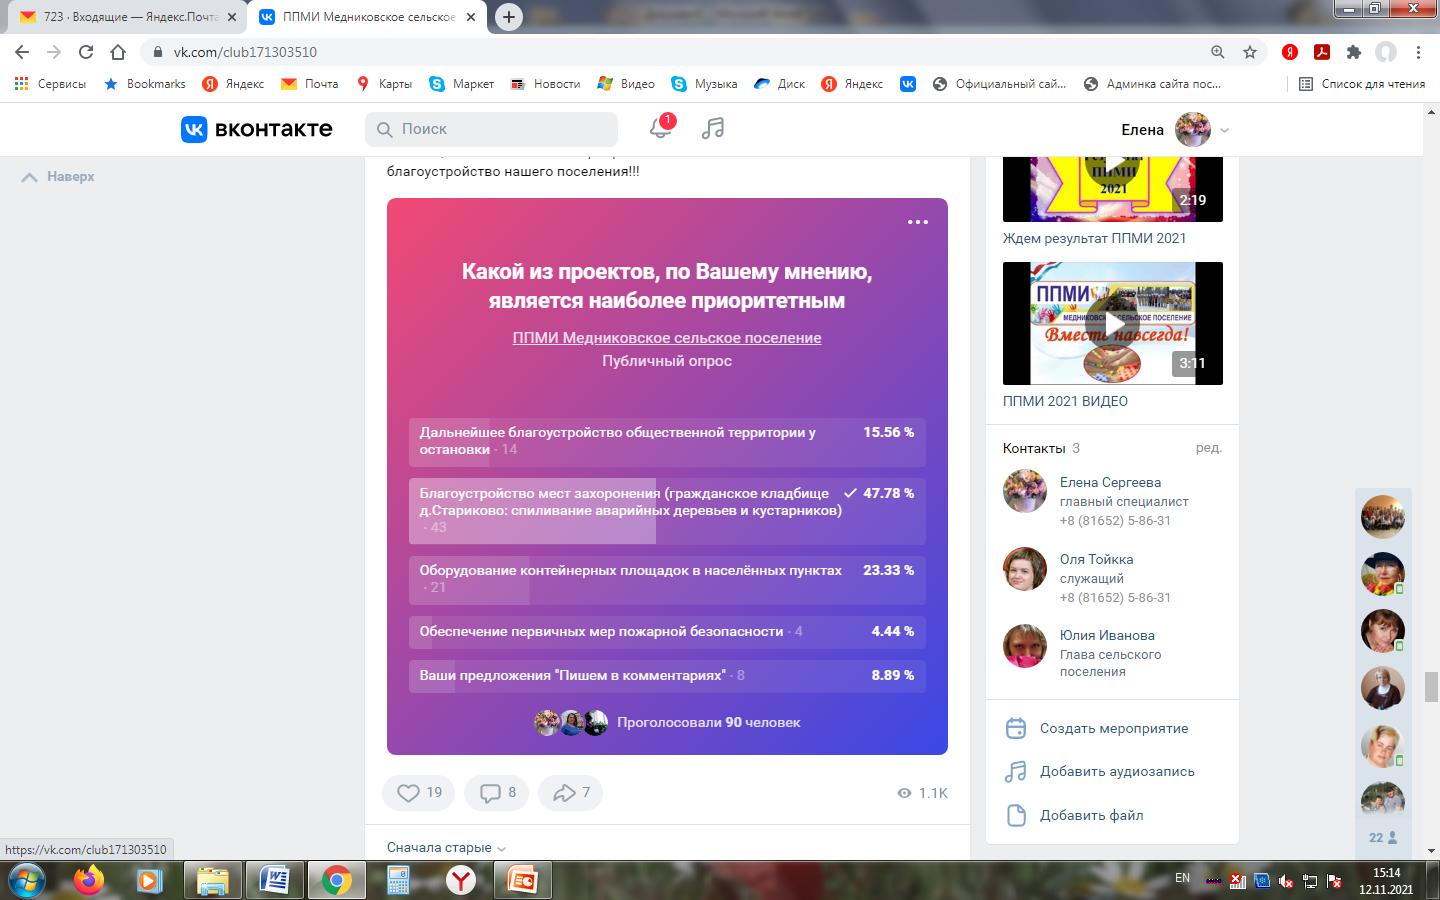 723 · Входящие — Яндекс.Почта
ППМИ Медниковское сельское
vk.com/club171303510
Сервисы
Bookmarks
Яндекс
Почта
Карты
Маркет
Новости
Видео
Музыка
Диск
Яндекс
Официальный сай...
Админка сайта пос...
Список для чтения
вконтакте
Поиск
1
Елена
Наверх
благоустройство нашего поселения!!!
Какой из проектов, по Вашему мнению,
является наиболее приоритетным
ППМИ Медниковское сельское поселение
Публичный опрос
Дальнейшее благоустройство общественной территории у
остановки · 14
15.56 %
Благоустройство мест захоронения (гражданское кладбище
д.Стариково: спиливание аварийных деревьев и кустарников)
· 43
47.78 %
Оборудование контейнерных площадок в населённых пунктах
· 21
23.33 %
Обеспечение первичных мер пожарной безопасности · 4
4.44 %
Ваши предложения "Пишем в комментариях" · 8
8.89 %
Проголосовали 90 человек
19
8
7
1.1K
Сначала старые
ППМИ
2021
2:19
Ждем результат ППМИ 2021
ППМИ
МЕДНИКОВСКОЕ СЕЛЬСКОЕ ПОСЕЛЕНИЕ
Вместе навсегда!
3:11
ППМИ 2021 ВИДЕО
Контакты 3
ред.
Елена Сергеева
главный специалист
+8 (81652) 5-86-31
Оля Тойкка
служащий
+8 (81652) 5-86-31
Юлия Иванова
Глава сельского
поселения
Создать мероприятие
Добавить аудиозапись
Добавить файл
22
https://vk.com/club171303510
EN
15:14
12.11.2021